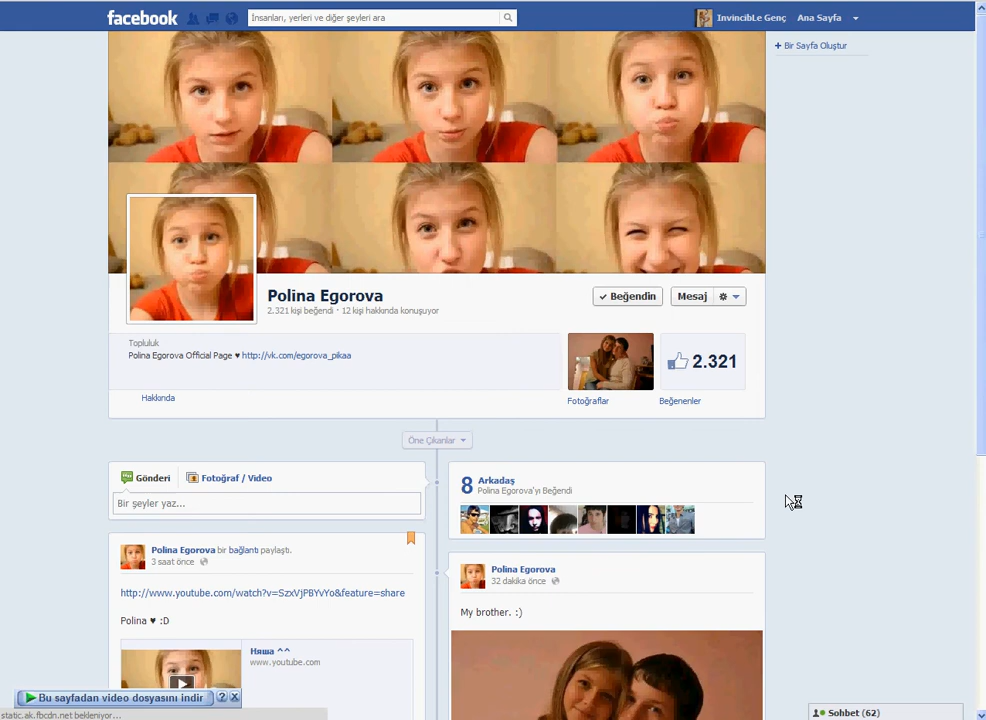 facebook
İnsanları, yerleri ve diğer şeyleri ara
InvincibLe Genç
Ana Sayfa
+ Bir Sayfa Oluştur
Polina Egorova
2.321 kişi beğendi · 12 kişi hakkında konuşuyor
Beğendin
Mesaj
Topluluk
Polina Egorova Official Page ♥ http://vk.com/egorova_pikaa
2.321
Hakkında
Fotoğraflar
Beğenenler
Öne Çıkanlar
Gönderi
Fotoğraf / Video
Bir şeyler yaz...
8 Arkadaş
Polina Egorova'yı Beğendi
Polina Egorova bir bağlantı paylaştı.
3 saat önce
http://www.youtube.com/watch?v=SzxVjPBYvYo&feature=share
Polina ♥ :D
Няша ^^
www.youtube.com
Polina Egorova
32 dakika önce
My brother. :)
Bu sayfadan video dosyasını indir ? X
static.ak.fbcdn.net bekleniyor...
Sohbet (62)